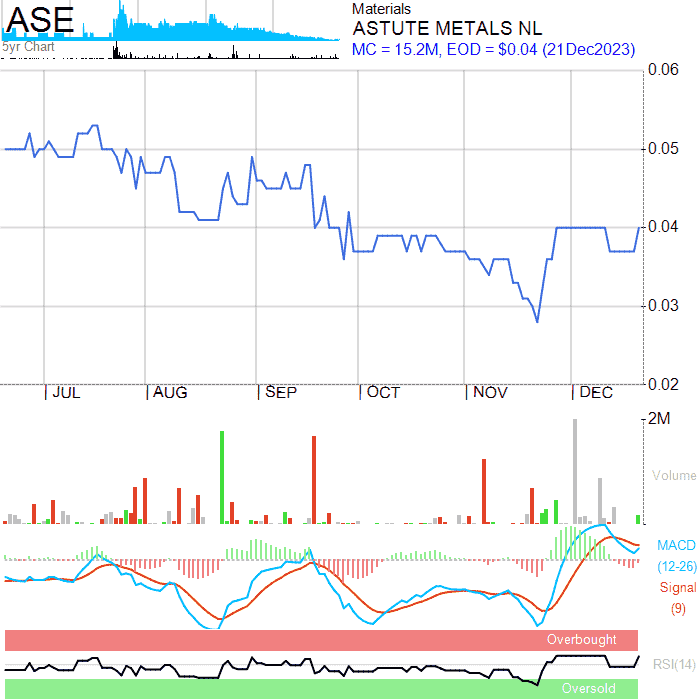 ASE
5yr Chart
Materials
ASTUTE METALS NL
MC = 15.2M, EOD = $0.04 (21Dec2023)
0.06
0.05
0.04
0.03
0.02
JUL
AUG
SEP
OCT
NOV
DEC
2M
Volume
MACD
(12-26)
Signal
(9)
Overbought
RSI(14)
Oversold